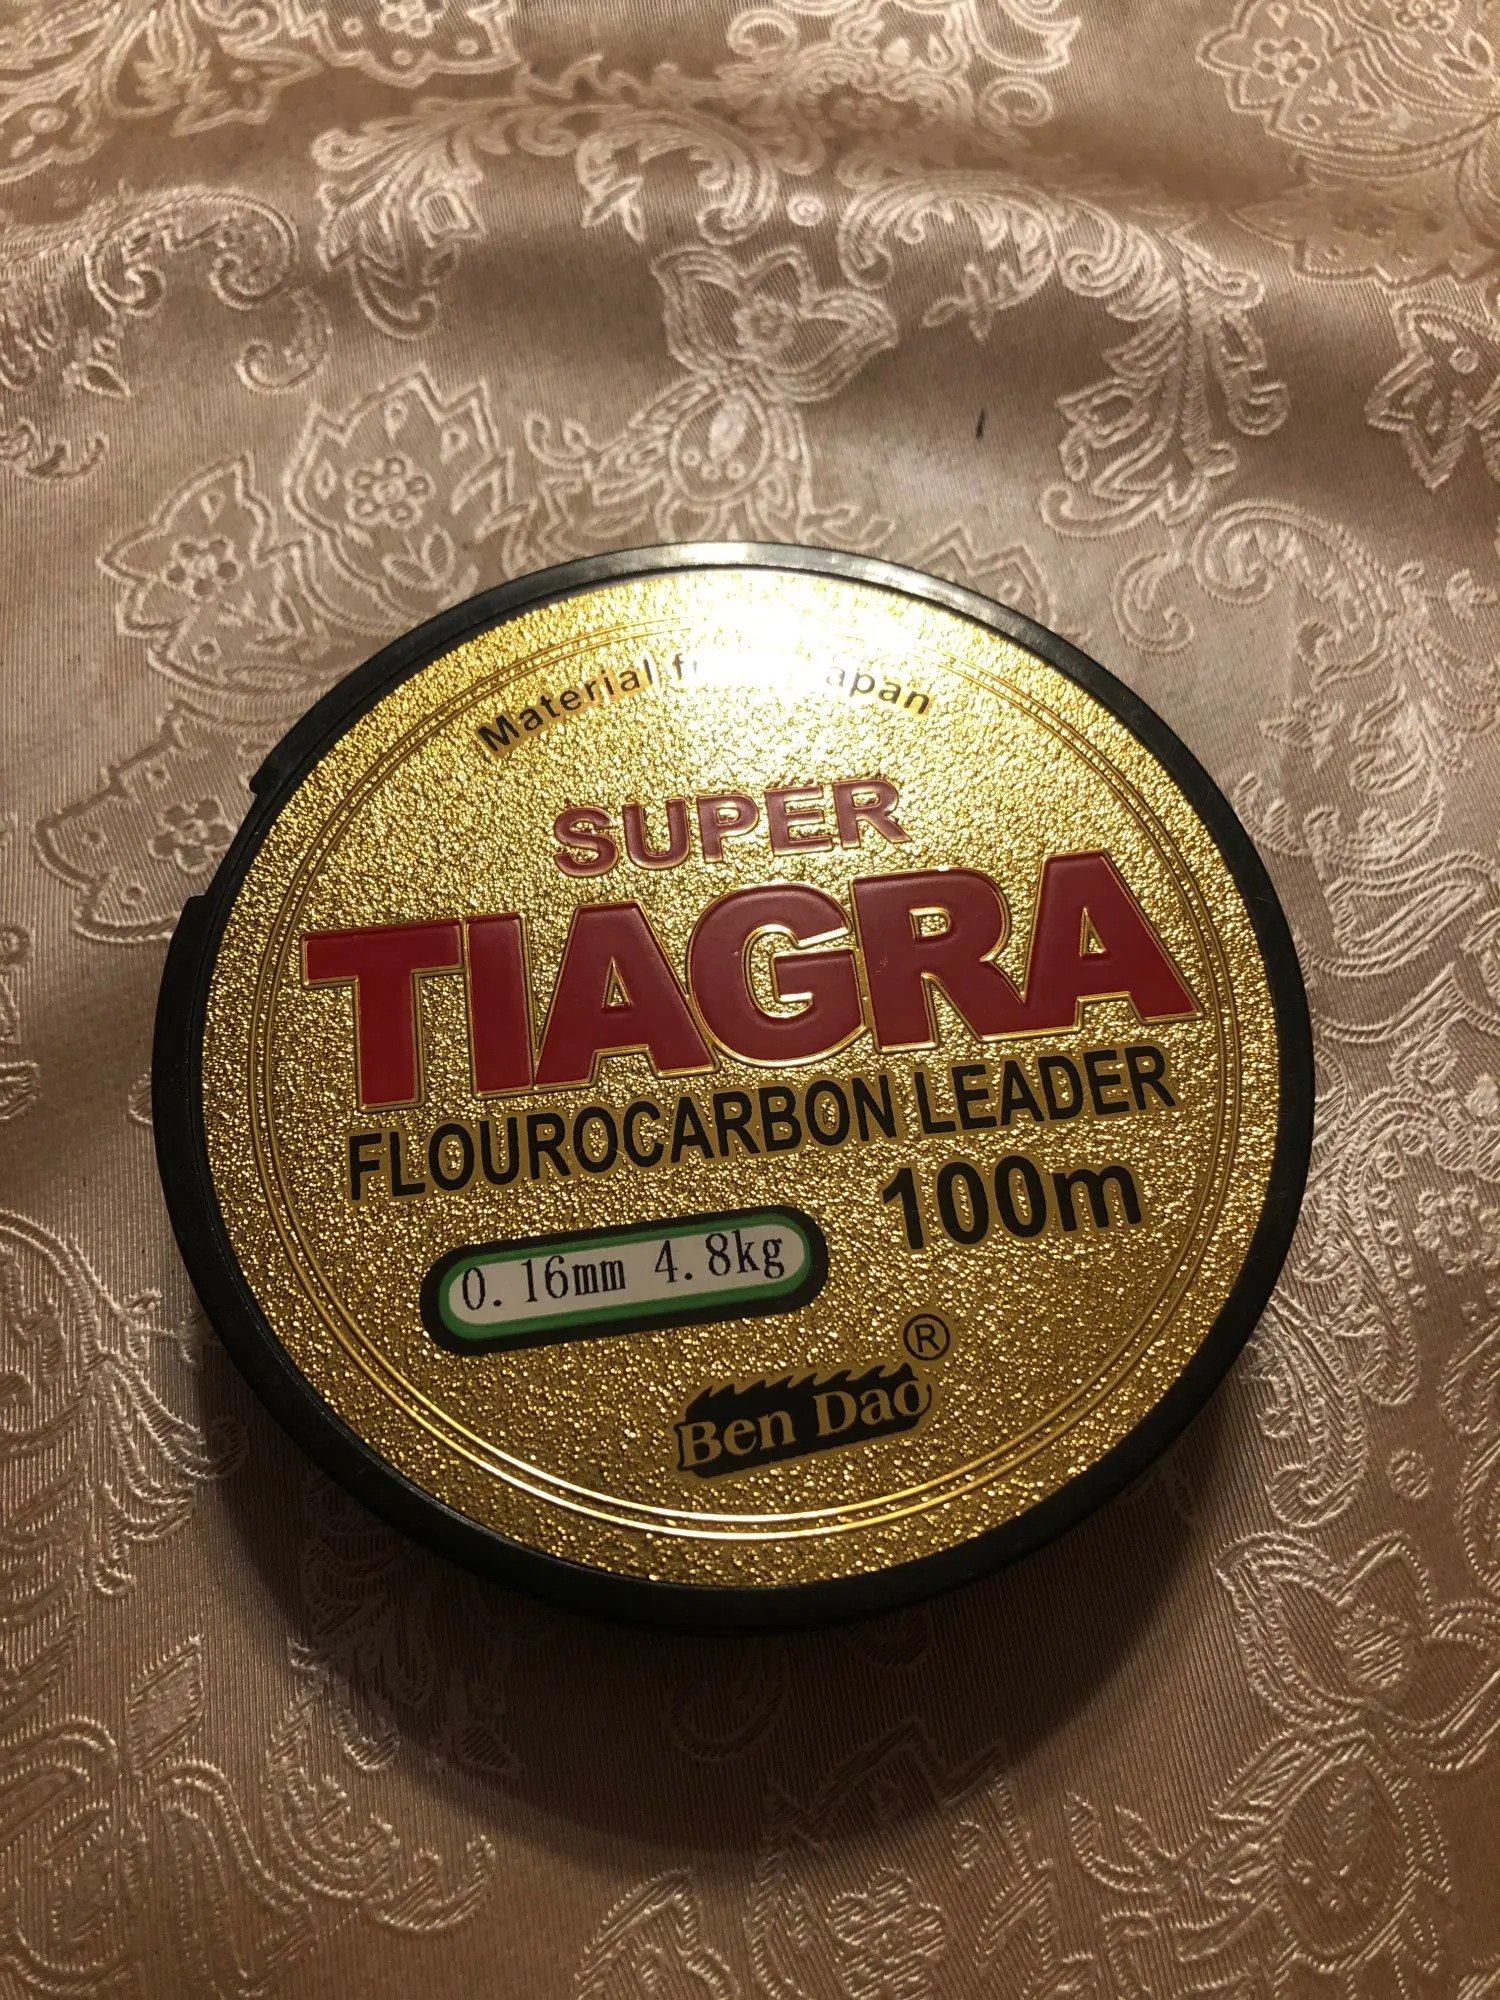 Material apan
SUPER
TIAGRA
FLOUROCARBON LEADER
100m
0.16mm 4.8kg
Ben Dao ®